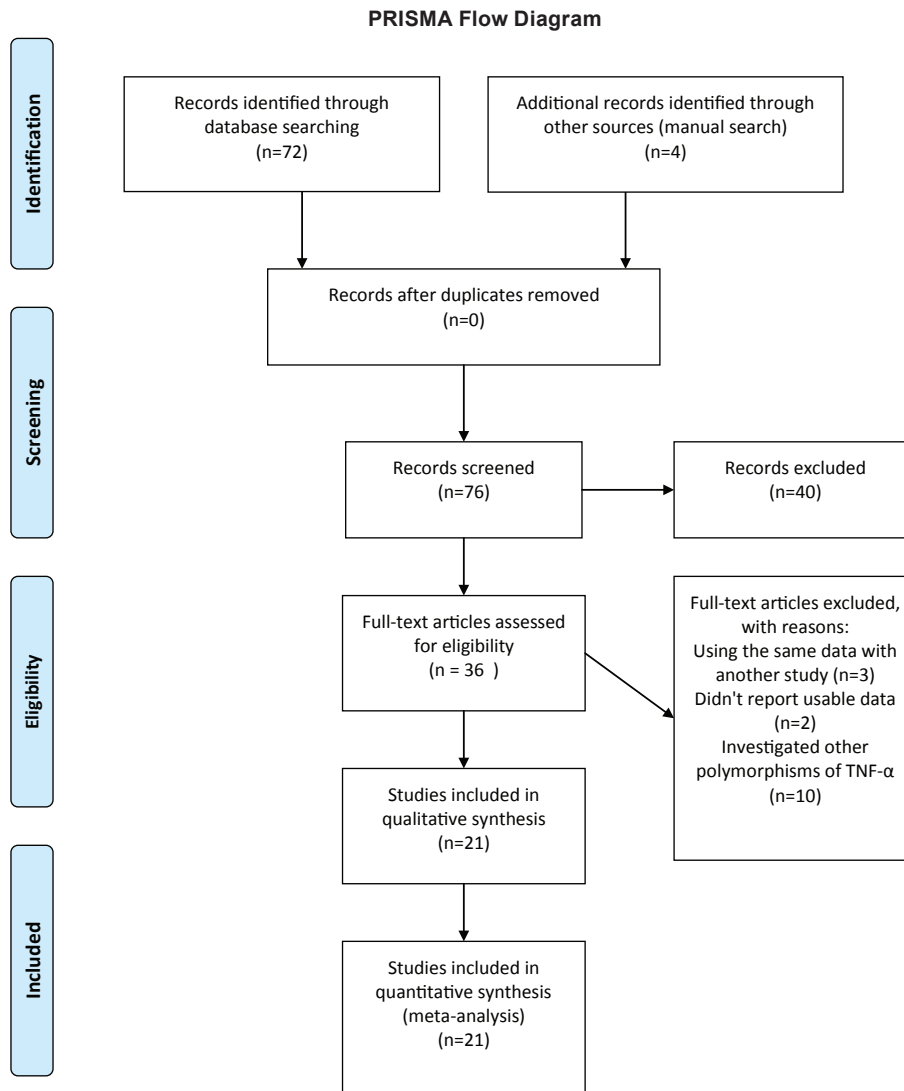 PRISMA Flow Diagram
Identification
Records identified through
database searching
(n=72)
Additional records identified through
other sources (manual search)
(n=4)
Records after duplicates removed
(n=0)
Screening
Records screened
(n=76)
Records excluded
(n=40)
Eligibility
Full-text articles assessed
for eligibility
(n = 36 )
Full-text articles excluded,
with reasons:
Using the same data with
another study (n=3)
Didn't report usable data
(n=2)
Investigated other
polymorphisms of TNF-α
(n=10)
Studies included in
qualitative synthesis
(n=21)
Included
Studies included in
quantitative synthesis
(meta-analysis)
(n=21)